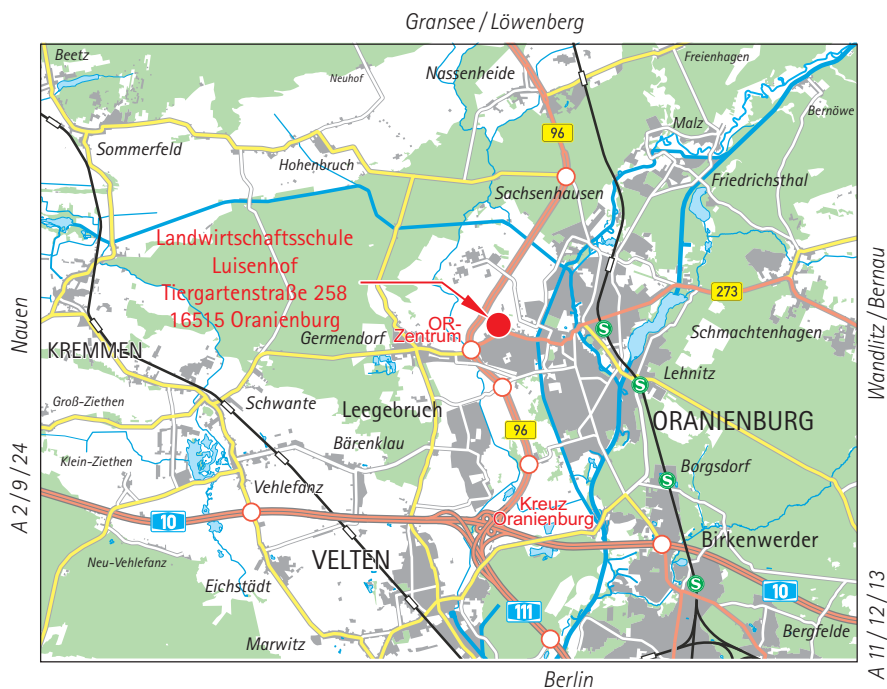 Gransee / Löwenberg
Beetz
Neuhof
Nassenheide
Freienhagen
Bernöwe
96
Malz
Sommerfeld
Hohenbruch
Sachsenhausen
Friedrichsthal
Landwirtschaftsschule
Luisenhof
Tiergartenstraße 258
16515 Oranienburg
273
OR-
Zentrum
Germendorf
Schmachtenhagen
Nauen
Wandlitz / Bernau
KREMMEN
S
Lehnitz
S
Groß-Ziethen
Schwante
Leegebruch
ORANIENBURG
96
Bärenklau
Klein-Ziethen
Borgsdorf
S
A 2 / 9 / 24
Vehlefanz
10
Kreuz
Oranienburg
Birkenwerder
VELTEN
Neu-Vehlefanz
Eichstädt
S
10
111
Marwitz
Bergfelde
A 11 / 12 / 13
Berlin